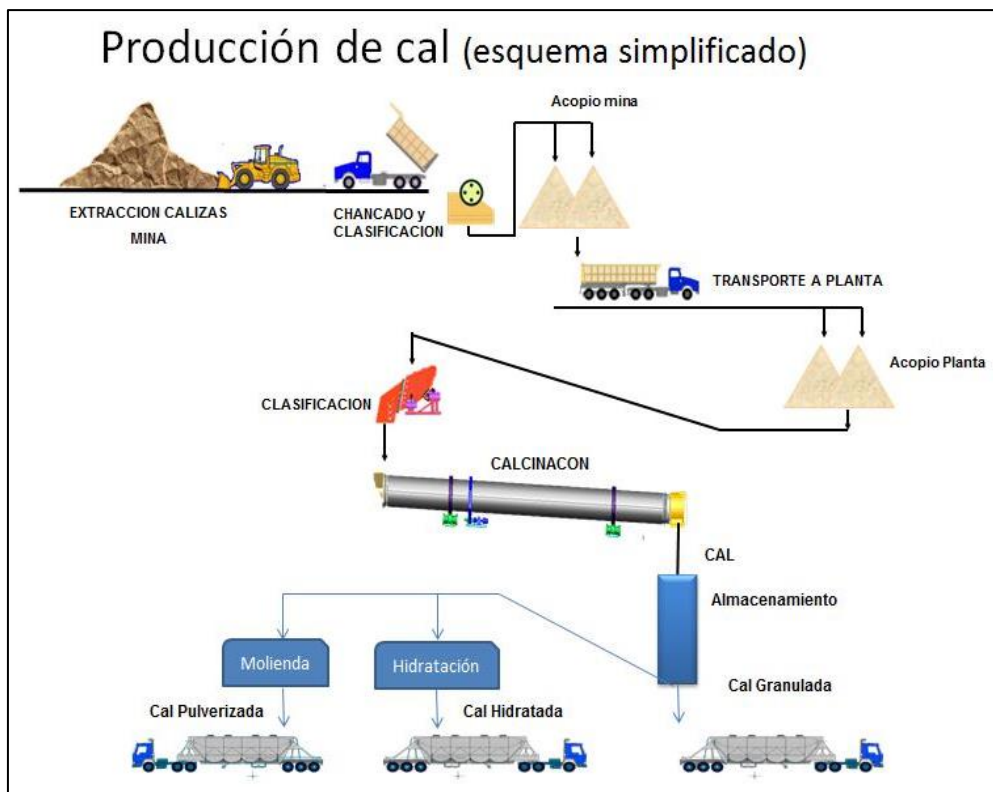 Producción de cal (esquema simplificado)
Acopio mina
EXTRACCION CALIZAS
MINA
CHANCADO y
CLASIFICACION
TRANSPORTE A PLANTA
Acopio Planta
CLASIFICACION
CALCINACON
CAL
Almacenamiento
Molienda
Hidratación
Cal Granulada
Cal Pulverizada
Cal Hidratada